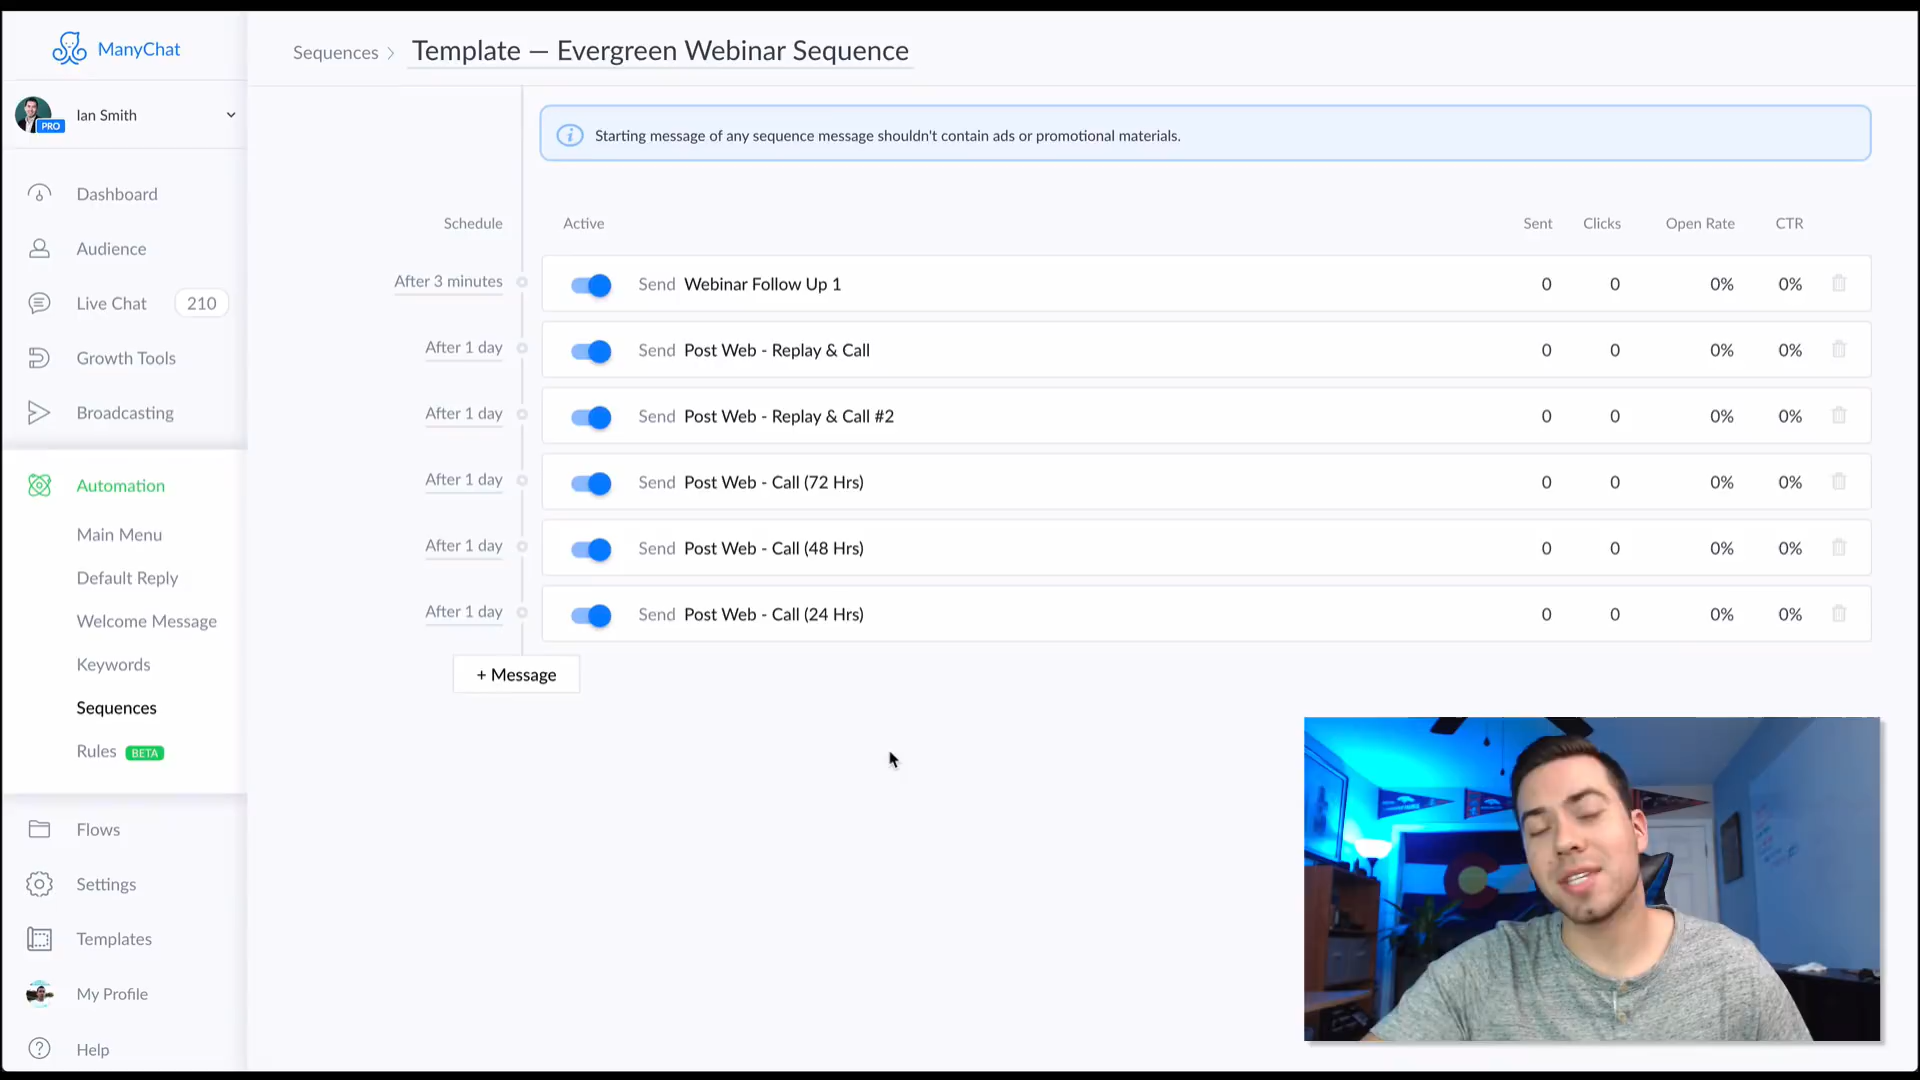 ManyChat
Sequences > Template — Evergreen Webinar Sequence
PRO
Ian Smith
Dashboard
Audience
Live Chat 210
Growth Tools
Broadcasting
Automation
Main Menu
Default Reply
Welcome Message
Keywords
Sequences
Rules BETA
Flows
Settings
Templates
My Profile
Help
Starting message of any sequence message shouldn't contain ads or promotional materials.
Schedule Active Sent Clicks Open Rate CTR
After 3 minutes Send Webinar Follow Up 1 0 0 0% 0%
After 1 day Send Post Web - Replay & Call 0 0 0% 0%
After 1 day Send Post Web - Replay & Call #2 0 0 0% 0%
After 1 day Send Post Web - Call (72 Hrs) 0 0 0% 0%
After 1 day Send Post Web - Call (48 Hrs) 0 0 0% 0%
After 1 day Send Post Web - Call (24 Hrs) 0 0 0% 0%
+ Message